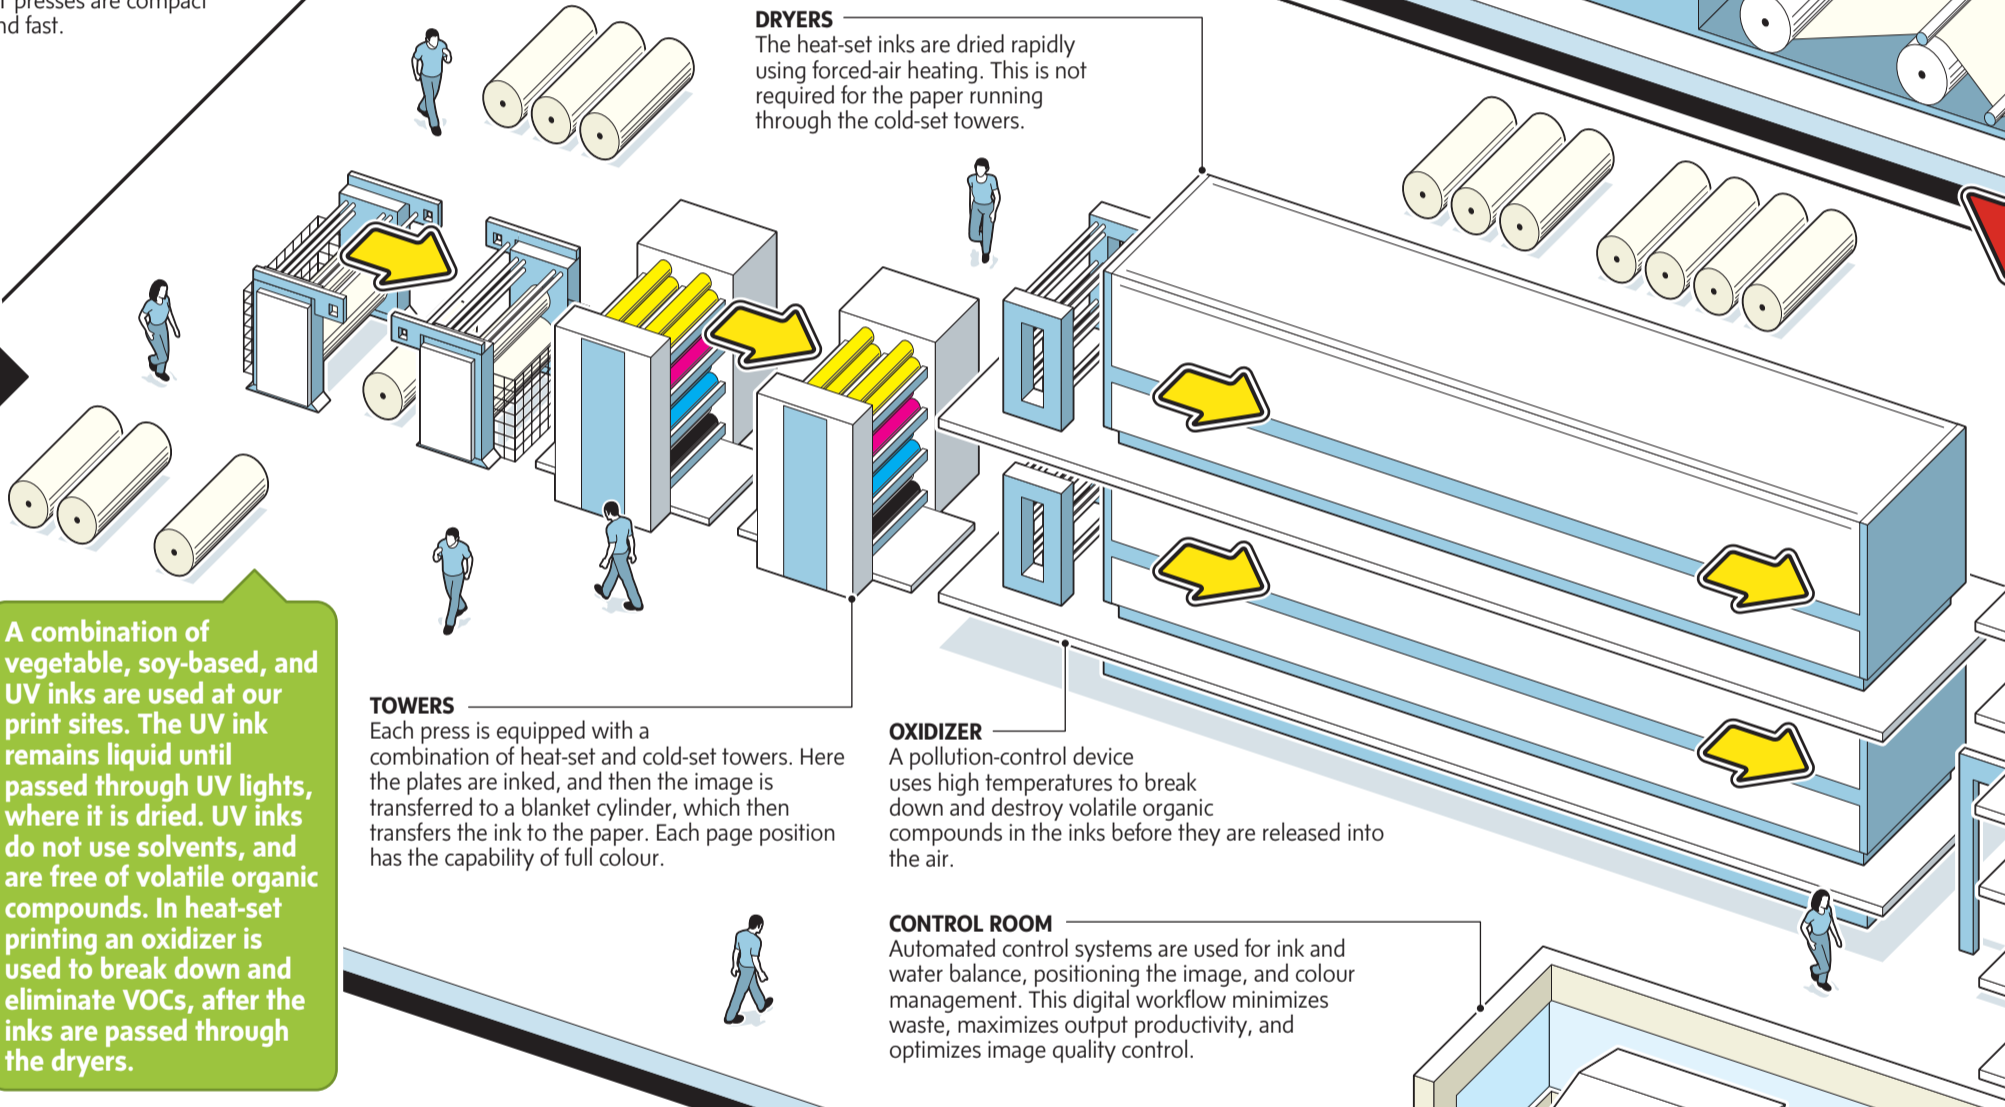 presses are compact
nd fast.
DRYERS
The heat-set inks are dried rapidly
using forced-air heating. This is not
required for the paper running
through the cold-set towers.
A combination of
vegetable, soy-based, and
UV inks are used at our
print sites. The UV ink
remains liquid until
passed through UV lights,
where it is dried. UV inks
do not use solvents, and
are free of volatile organic
compounds. In heat-set
printing an oxidizer is
used to break down and
eliminate VOCs, after the
inks are passed through
the dryers.
TOWERS
Each press is equipped with a
combination of heat-set and cold-set towers. Here
the plates are inked, and then the image is
transferred to a blanket cylinder, which then
transfers the ink to the paper. Each page position
has the capability of full colour.
OXIDIZER
A pollution-control device
uses high temperatures to break
down and destroy volatile organic
compounds in the inks before they are released into
the air.
CONTROL ROOM
Automated control systems are used for ink and
water balance, positioning the image, and colour
management. This digital workflow minimizes
waste, maximizes output productivity, and
optimizes image quality control.